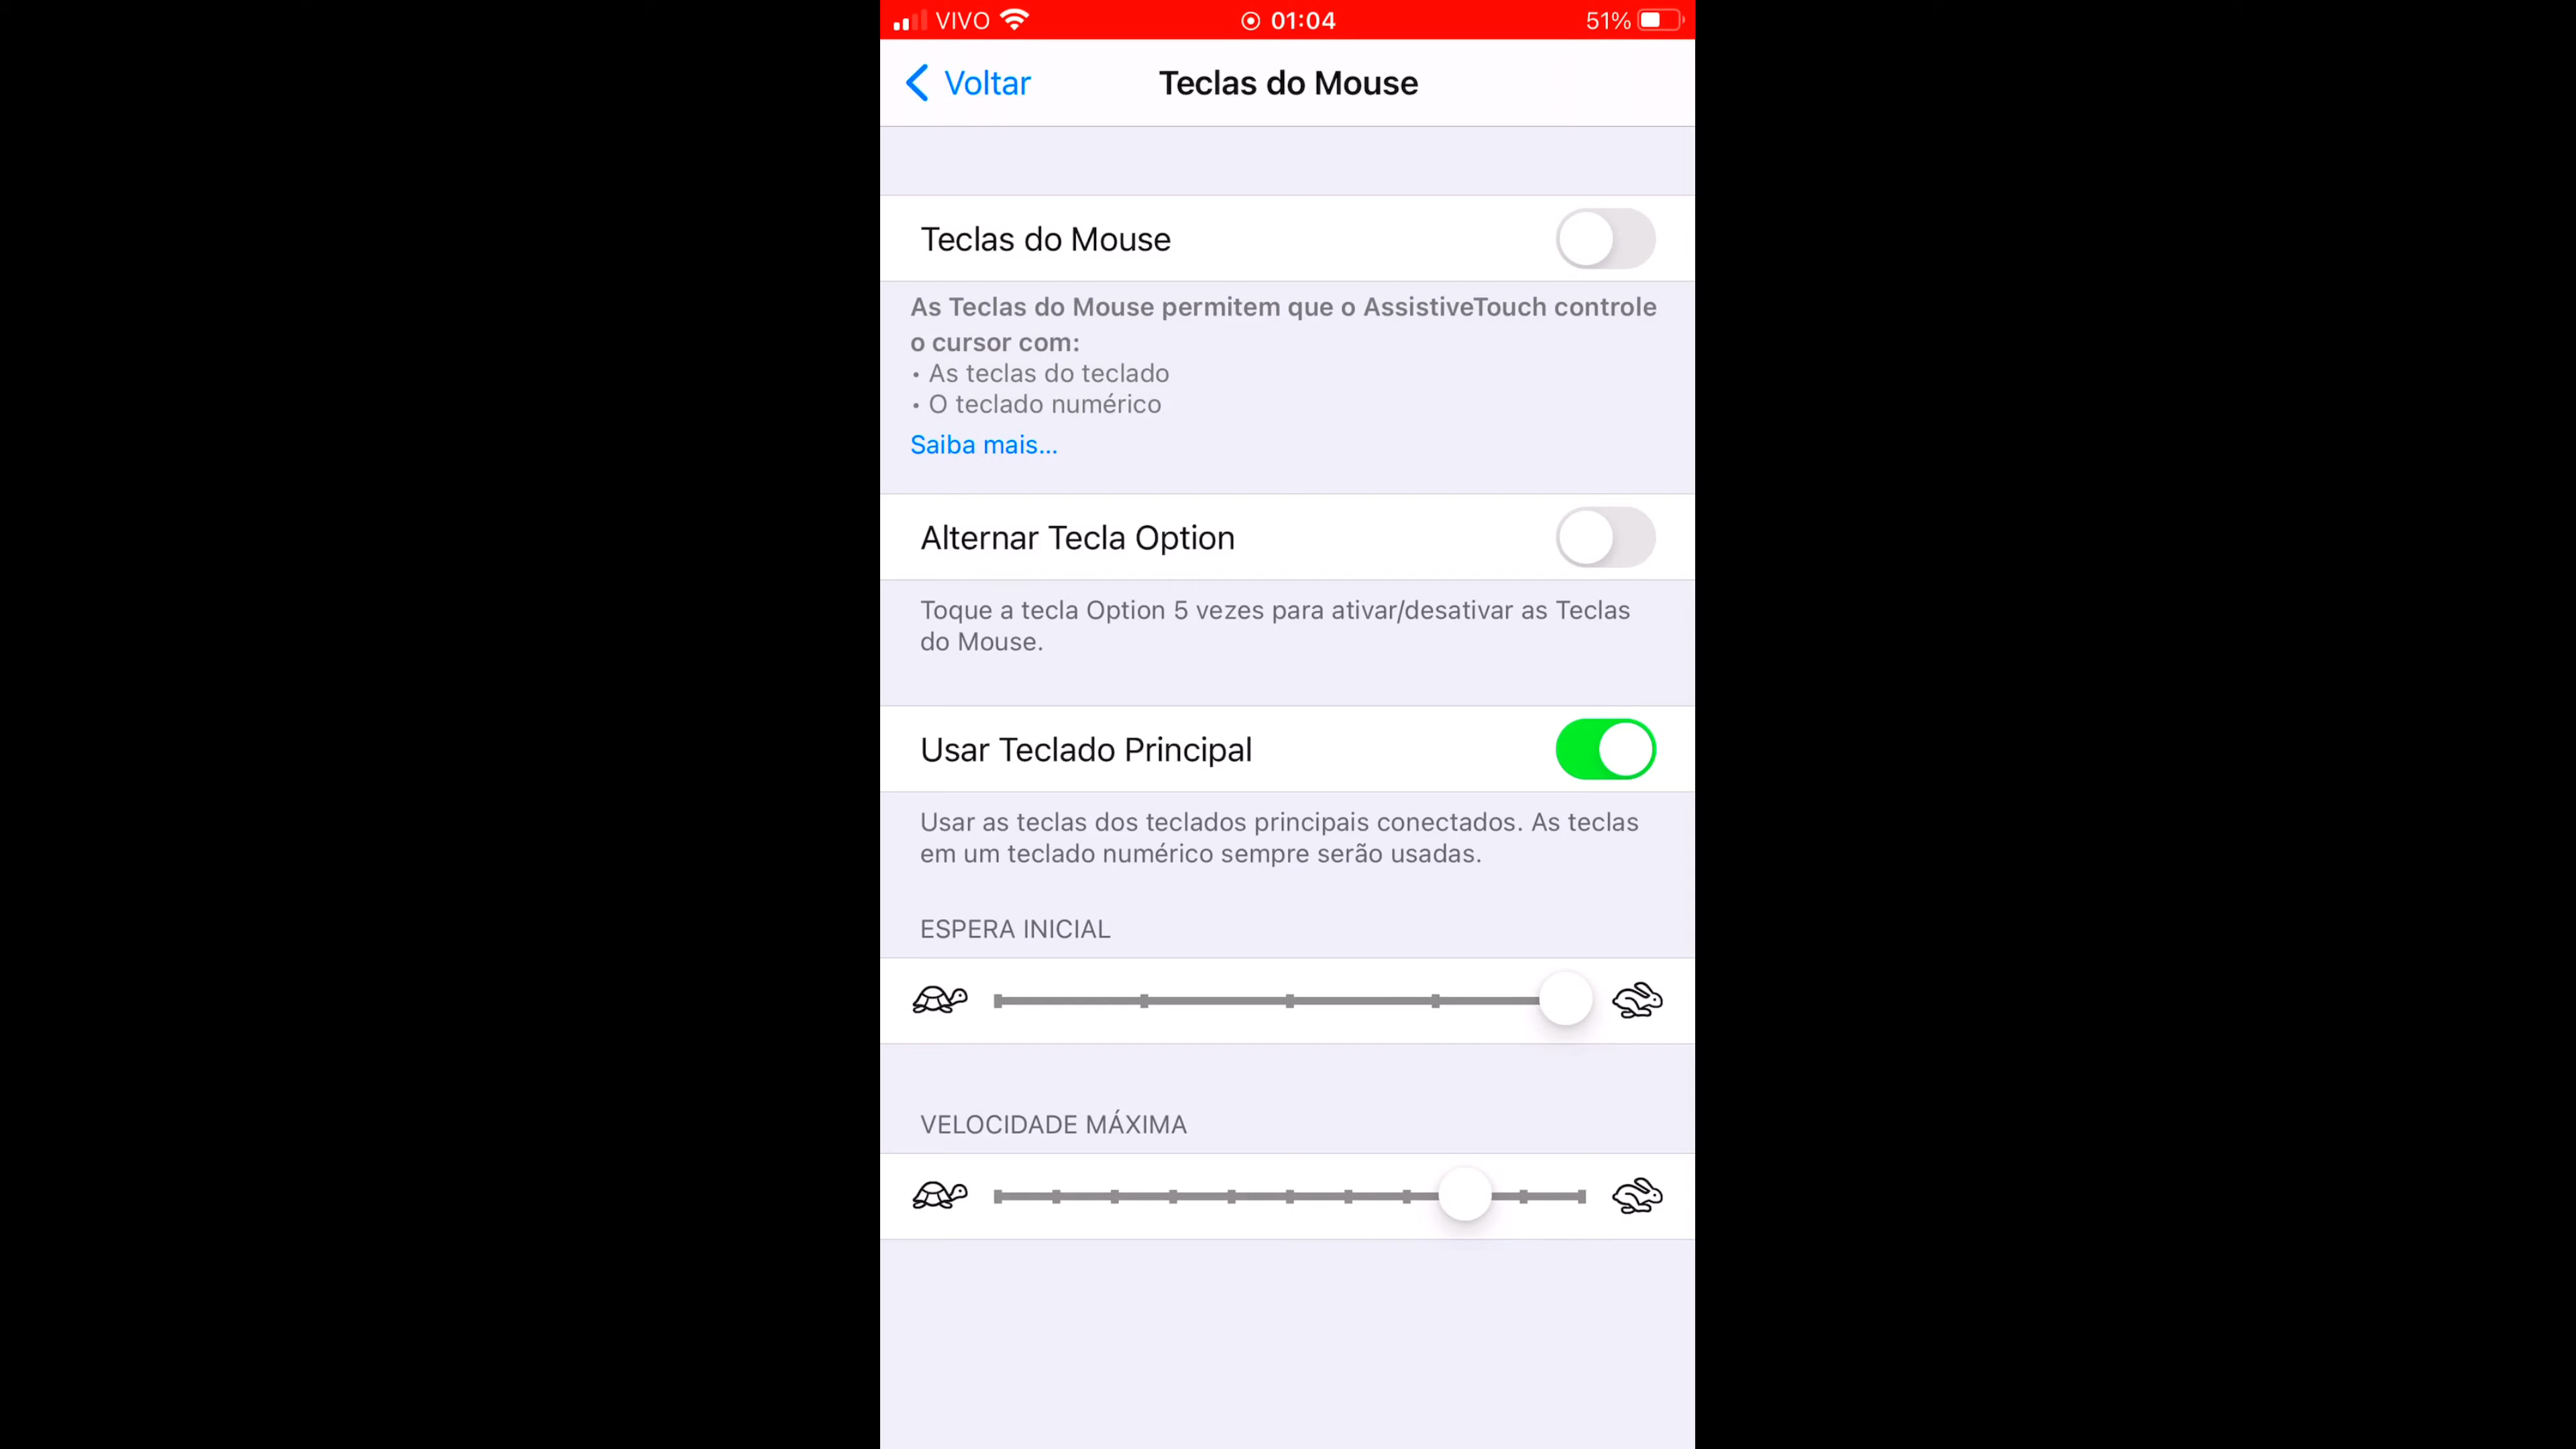 VIVO 01:04 51%
Voltar Teclas do Mouse
Teclas do Mouse
As Teclas do Mouse permitem que o AssistiveTouch controle
o cursor com:
• As teclas do teclado
• O teclado numérico
Saiba mais...
Alternar Tecla Option
Toque a tecla Option 5 vezes para ativar/desativar as Teclas
do Mouse.
Usar Teclado Principal
Usar as teclas dos teclados principais conectados. As teclas
em um teclado numérico sempre serão usadas.
ESPERA INICIAL
VELOCIDADE MÁXIMA